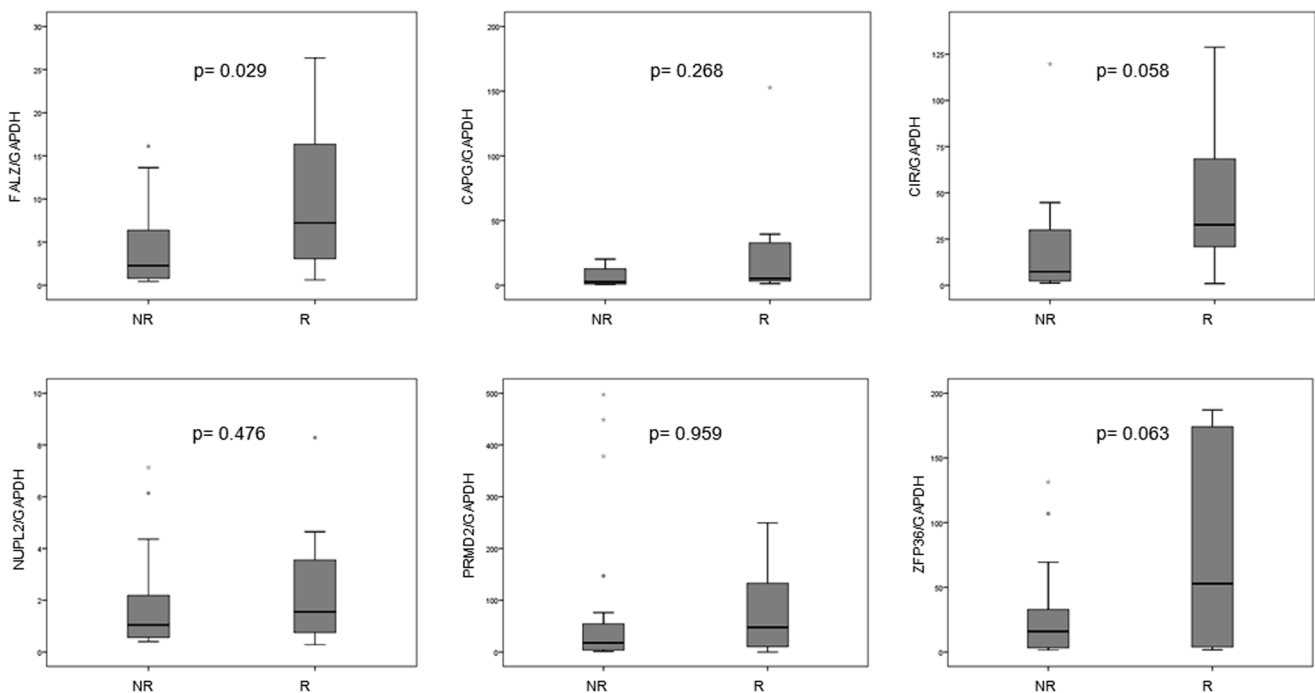 p= 0.029
FALZ/GAPDH
30
25
20
15
10
5
0
NR R
p= 0.268
CAPG/GAPDH
200
150
100
50
0
NR R
p= 0.058
CIR/GAPDH
125
100
75
50
25
0
NR R
p= 0.476
NUPL2/GAPDH
10
8
6
4
2
0
NR R
p= 0.959
PRMD2/GAPDH
500
400
300
200
100
0
NR R
p= 0.063
ZFP36/GAPDH
200
150
100
50
0
NR R